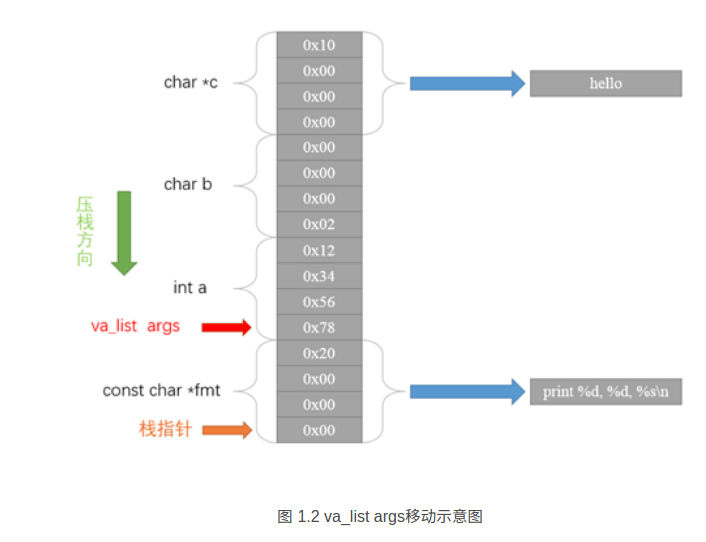 char *c
0x10
0x00
0x00
0x00
hello
char b
0x00
0x00
0x00
0x02
压栈方向
int a
0x12
0x34
0x56
0x78
va_list args
const char *fmt
0x20
0x00
0x00
0x00
print %d, %d, %s\n
栈指针
图 1.2 va_list args移动示意图